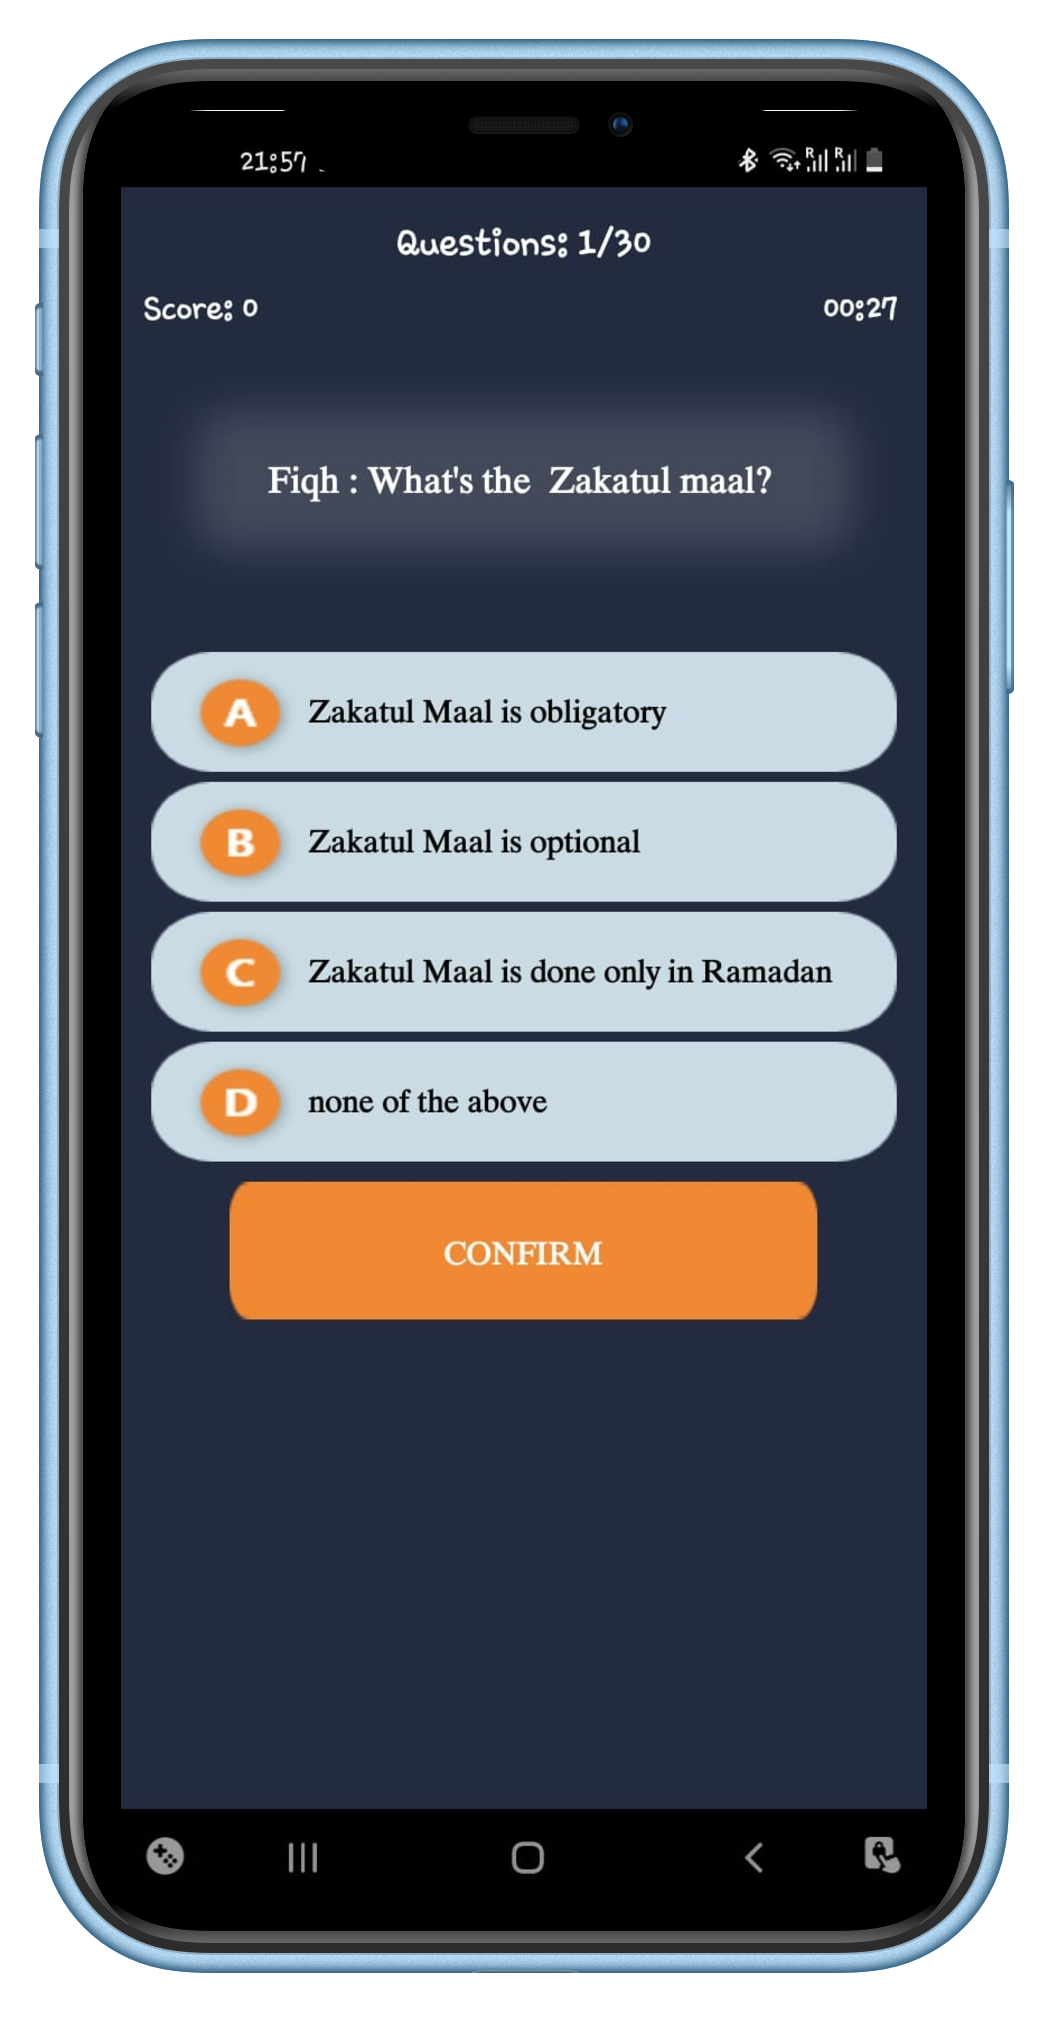 21:57
R R
Questions: 1/30
Score: 0
00:27
Fiqh : What's the  Zakatul maal?
A Zakatul Maal is obligatory
B Zakatul Maal is optional
C Zakatul Maal is done only in Ramadan
D none of the above
CONFIRM